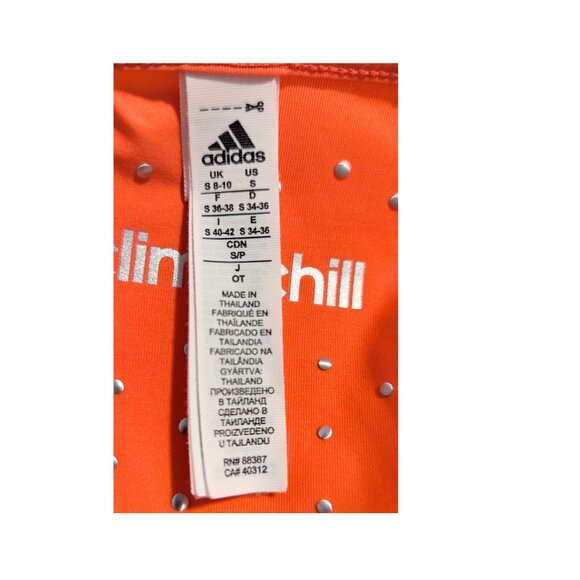 adidas
UK US
S 8-10 S
F D
S 36-38 S 34-36
I E
S 40-42 S 34-36
CDN
S/P
J
OT
clim chill
MADE IN
THAILAND
FABRIQUÉ EN
THAÏLANDE
FABRICADO EN
TAILANDIA
FABRICADO NA
TAILÂNDIA
GYÁRTVA:
THAILAND
ПРОИЗВЕДЕНО
В ТАЙЛАНД
СДЕЛАНО В
ТАИЛАНДЕ
PROIZVEDENO
U TAJLANDU
RN# 88387
CA# 40312